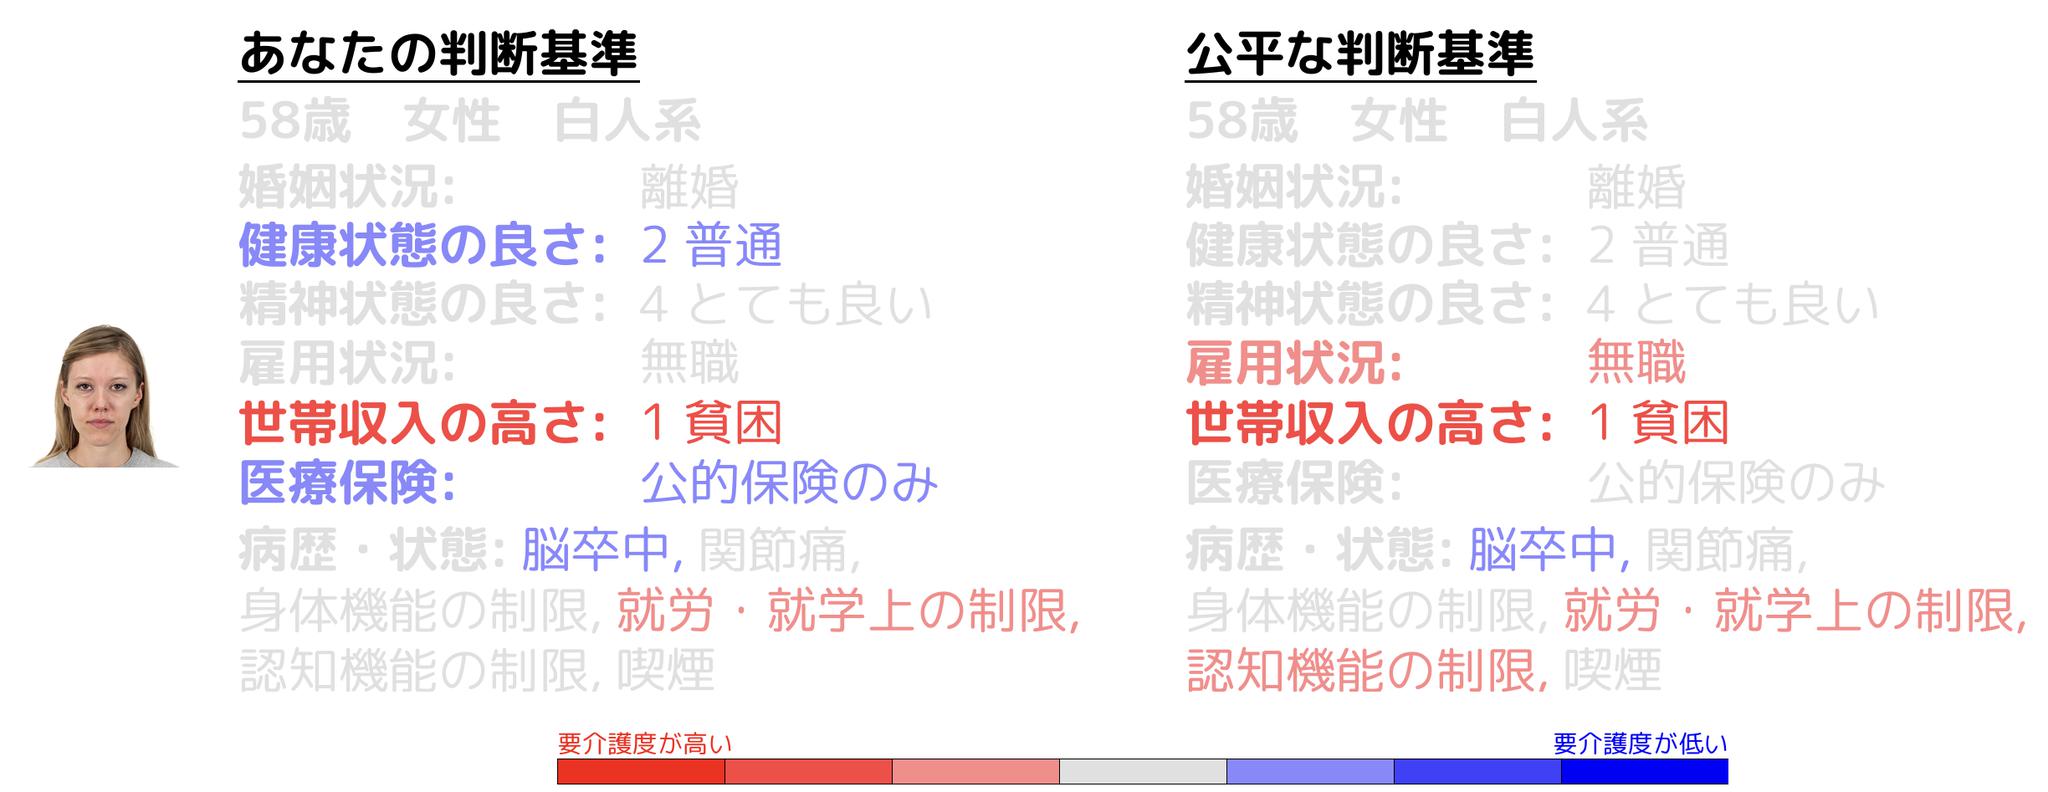 あなたの判断基準
58歳　女性　白人系
婚姻状況: 離婚
健康状態の良さ: 2 普通
精神状態の良さ: 4 とても良い
雇用状況: 無職
世帯収入の高さ: 1 貧困
医療保険: 公的保険のみ
病歴・状態: 脳卒中, 関節痛,
身体機能の制限, 就労・就学上の制限,
認知機能の制限, 喫煙
公平な判断基準
58歳　女性　白人系
婚姻状況: 離婚
健康状態の良さ: 2 普通
精神状態の良さ: 4 とても良い
雇用状況: 無職
世帯収入の高さ: 1 貧困
医療保険: 公的保険のみ
病歴・状態: 脳卒中, 関節痛,
身体機能の制限, 就労・就学上の制限,
認知機能の制限, 喫煙
要介護度が高い
要介護度が低い